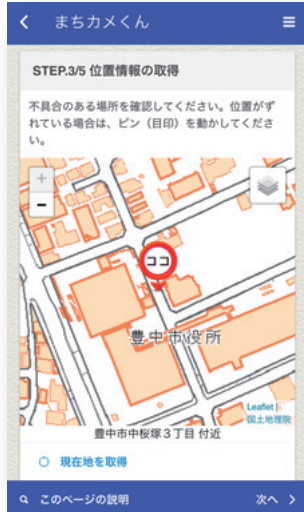 まちカメくん
STEP.3/5 位置情報の取得
不具合のある場所を確認してください。位置がず
れている場合は、ピン（目印）を動かしてくださ
い。
+
-
ココ
豊中市役所
Leaflet |
国土地理院
豊中市中桜塚3丁目 付近
現在地を取得
このページの説明
次へ